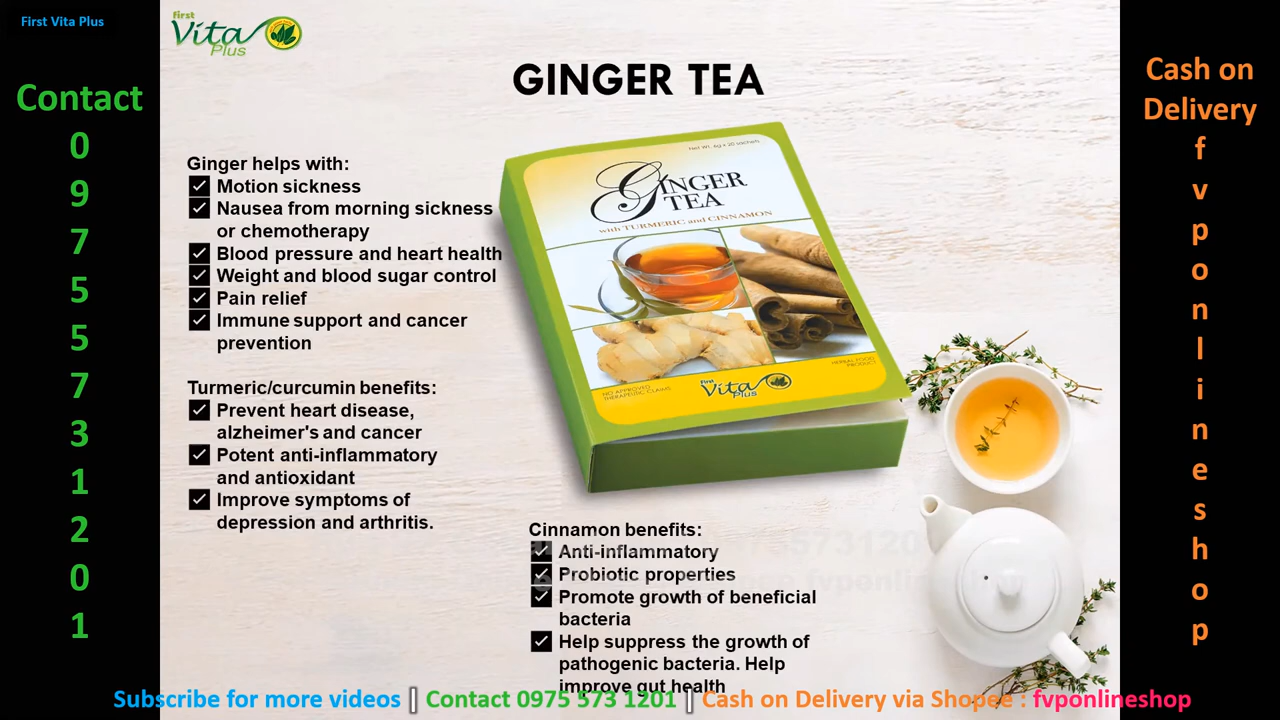 First Vita Plus
first
Vita
Plus
GINGER TEA
Contact
0
9
7
5
5
7
3
1
2
0
1
Cash on
Delivery
f
v
p
o
n
l
i
n
e
s
h
o
p
Ginger helps with:
Motion sickness
Nausea from morning sickness
or chemotherapy
Blood pressure and heart health
Weight and blood sugar control
Pain relief
Immune support and cancer
prevention
Turmeric/curcumin benefits:
Prevent heart disease,
alzheimer's and cancer
Potent anti-inflammatory
and antioxidant
Improve symptoms of
depression and arthritis.
Net Wt. 6g x 20 sachets
GINGER
TEA
with TURMERIC and CINNAMON
NO APPROVED
THERAPEUTIC CLAIMS
first
Vita
Plus
HERBAL FOOD
PRODUCT
Cinnamon benefits:
Anti-inflammatory
Probiotic properties
Promote growth of beneficial
bacteria
Help suppress the growth of
pathogenic bacteria. Help
improve gut health
Subscribe for more videos | Contact 0975 573 1201 | Cash on Delivery via Shopee : fvponlineshop